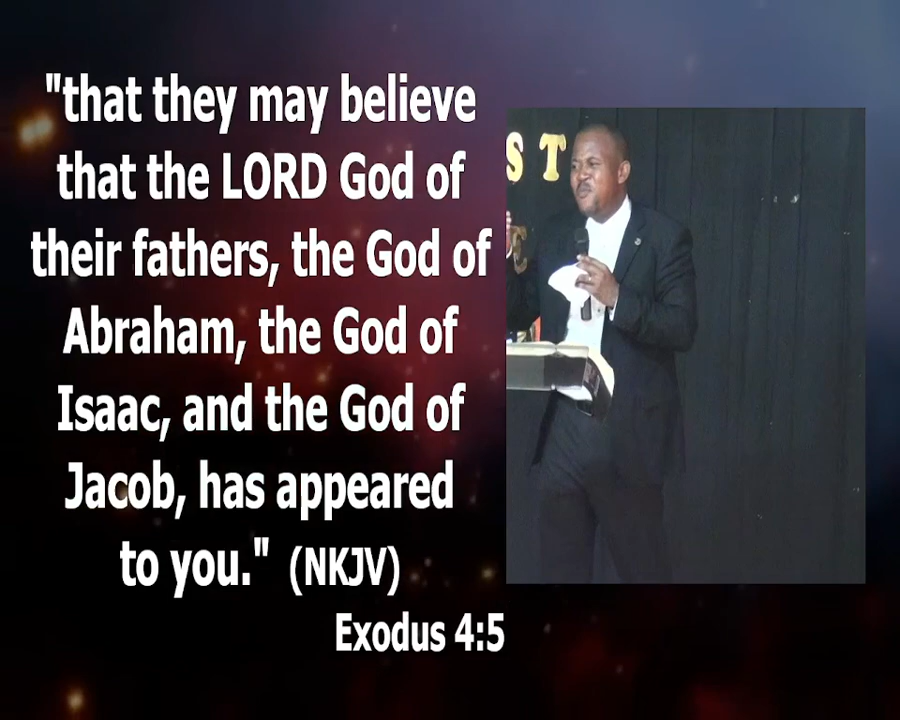 "that they may believe
that the LORD God of
their fathers, the God of
Abraham, the God of
Isaac, and the God of
Jacob, has appeared
to you." (NKJV)
Exodus 4:5
ST